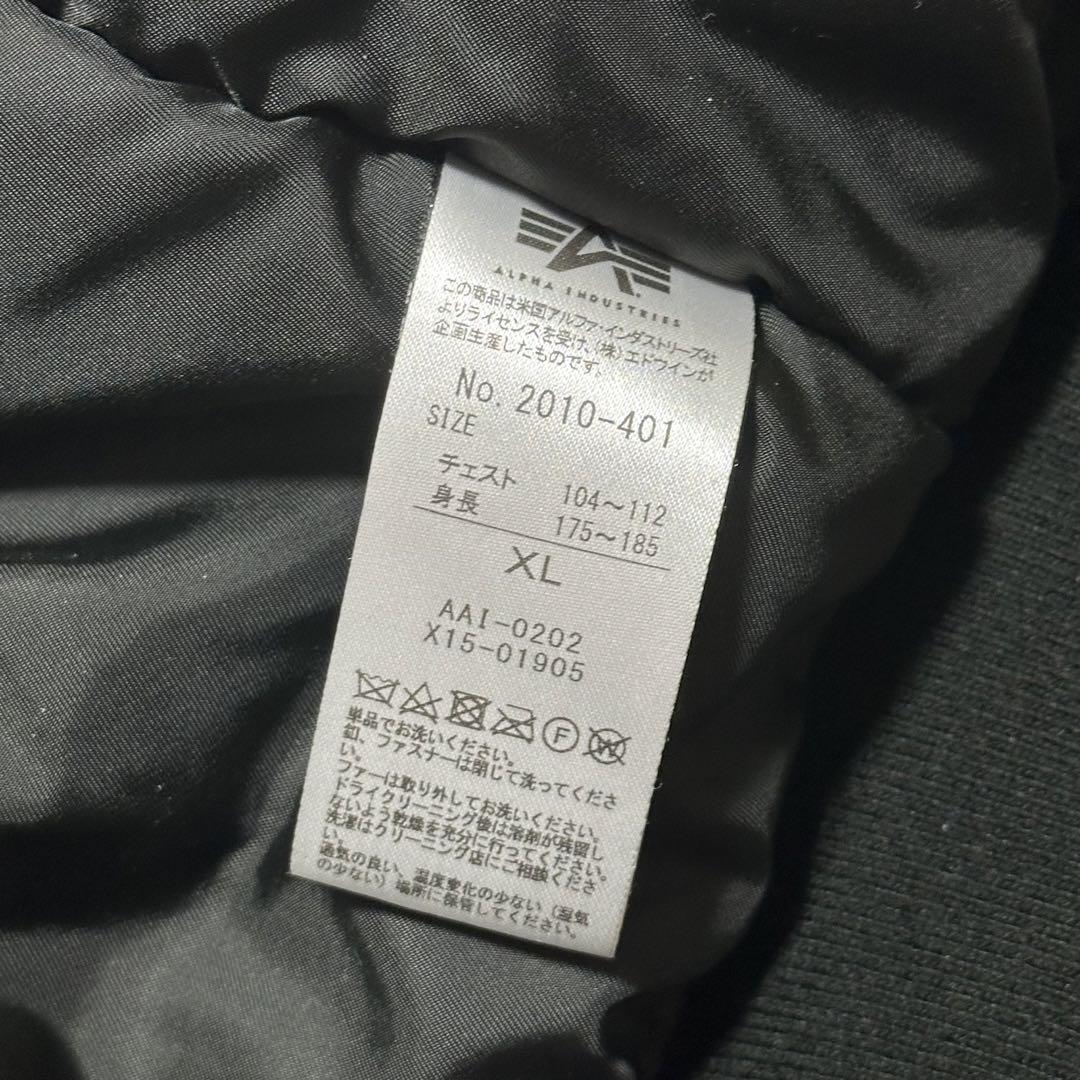 ALPHA INDUSTRIES
この商品は米国アルファ・インダストリーズ社
よりライセンスを受け、(株)エドウインが
企画生産したものです。
No. 2010-401
SIZE
チェスト 104～112
身長 175～185
XL
AAI-0202
X15-01905
F W
単品でお洗いください。
釦、ファスナーは閉じて洗ってくださ
い。
ファーは取り外してお洗いください。
ドライクリーニング後は溶剤が残留し
ないよう乾燥を充分に行ってください。
洗濯はクリーニング店にご相談くださ
い。
通気の良い、温度変化の少ない(湿気
の少ない)場所に保管してください。